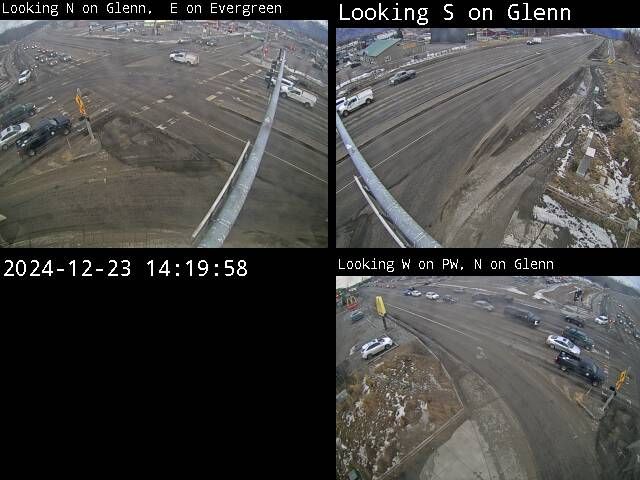 Looking N on Glenn, E on Evergreen
Looking S on Glenn
2024-12-23 14:19:58
Looking W on PW, N on Glenn